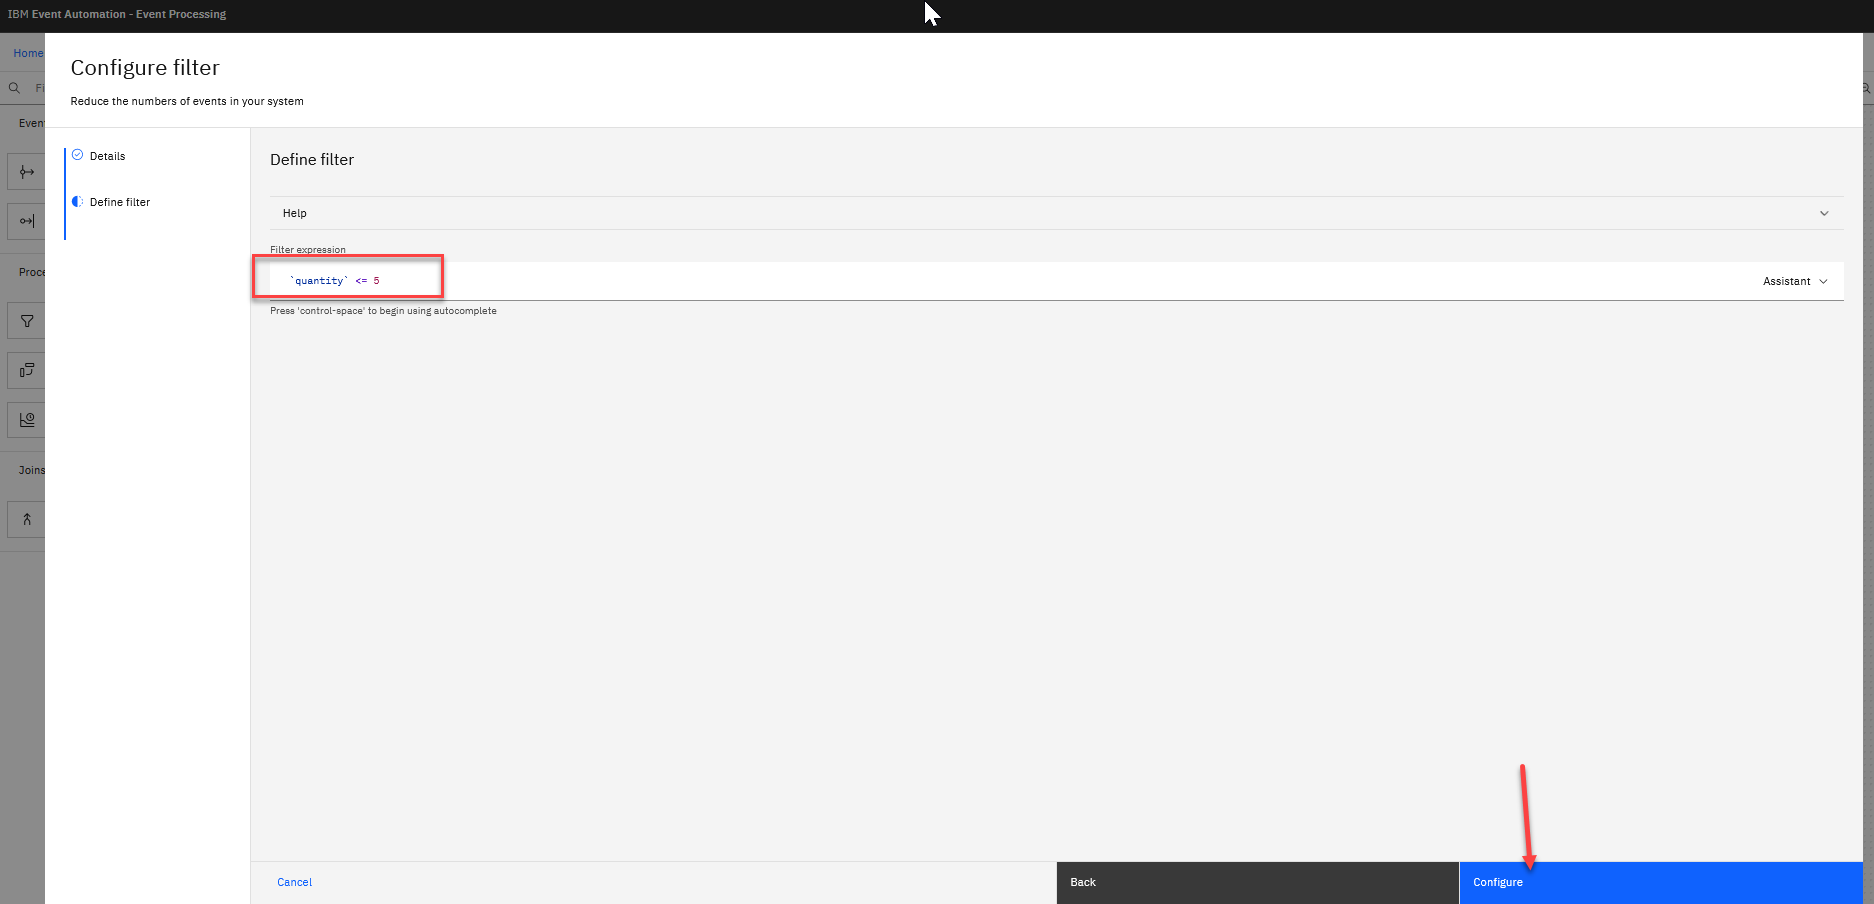 IBM Event Automation - Event Processing
Home
Configure filter
Fi
Reduce the numbers of events in your system
Even
Details
Define filter
Define filter
Help
Filter expression
`quantity` <= 5
Assistant
Press 'control-space' to begin using autocomplete
Proce
Joins
Cancel
Back
Configure